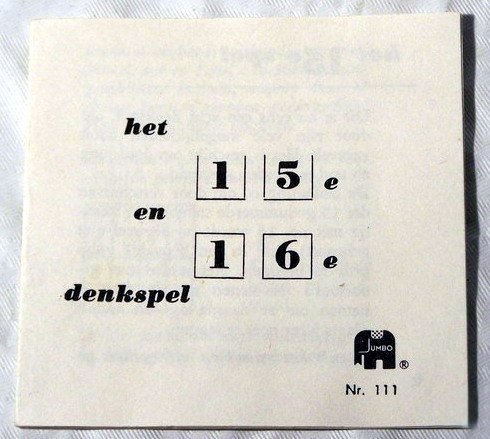 het
15e
en
16e
denkspel
JUMBO ®
Nr. 111